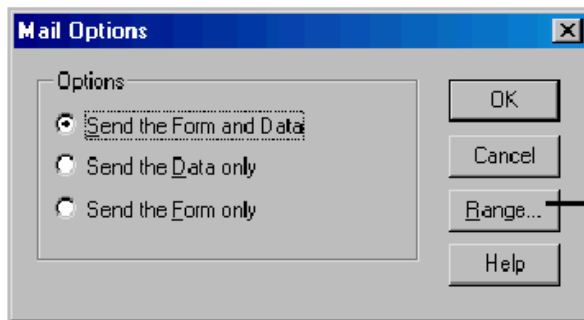 Mail Options
Options
Send the Form and Data
Send the Data only
Send the Form only
OK
Cancel
Range...
Help